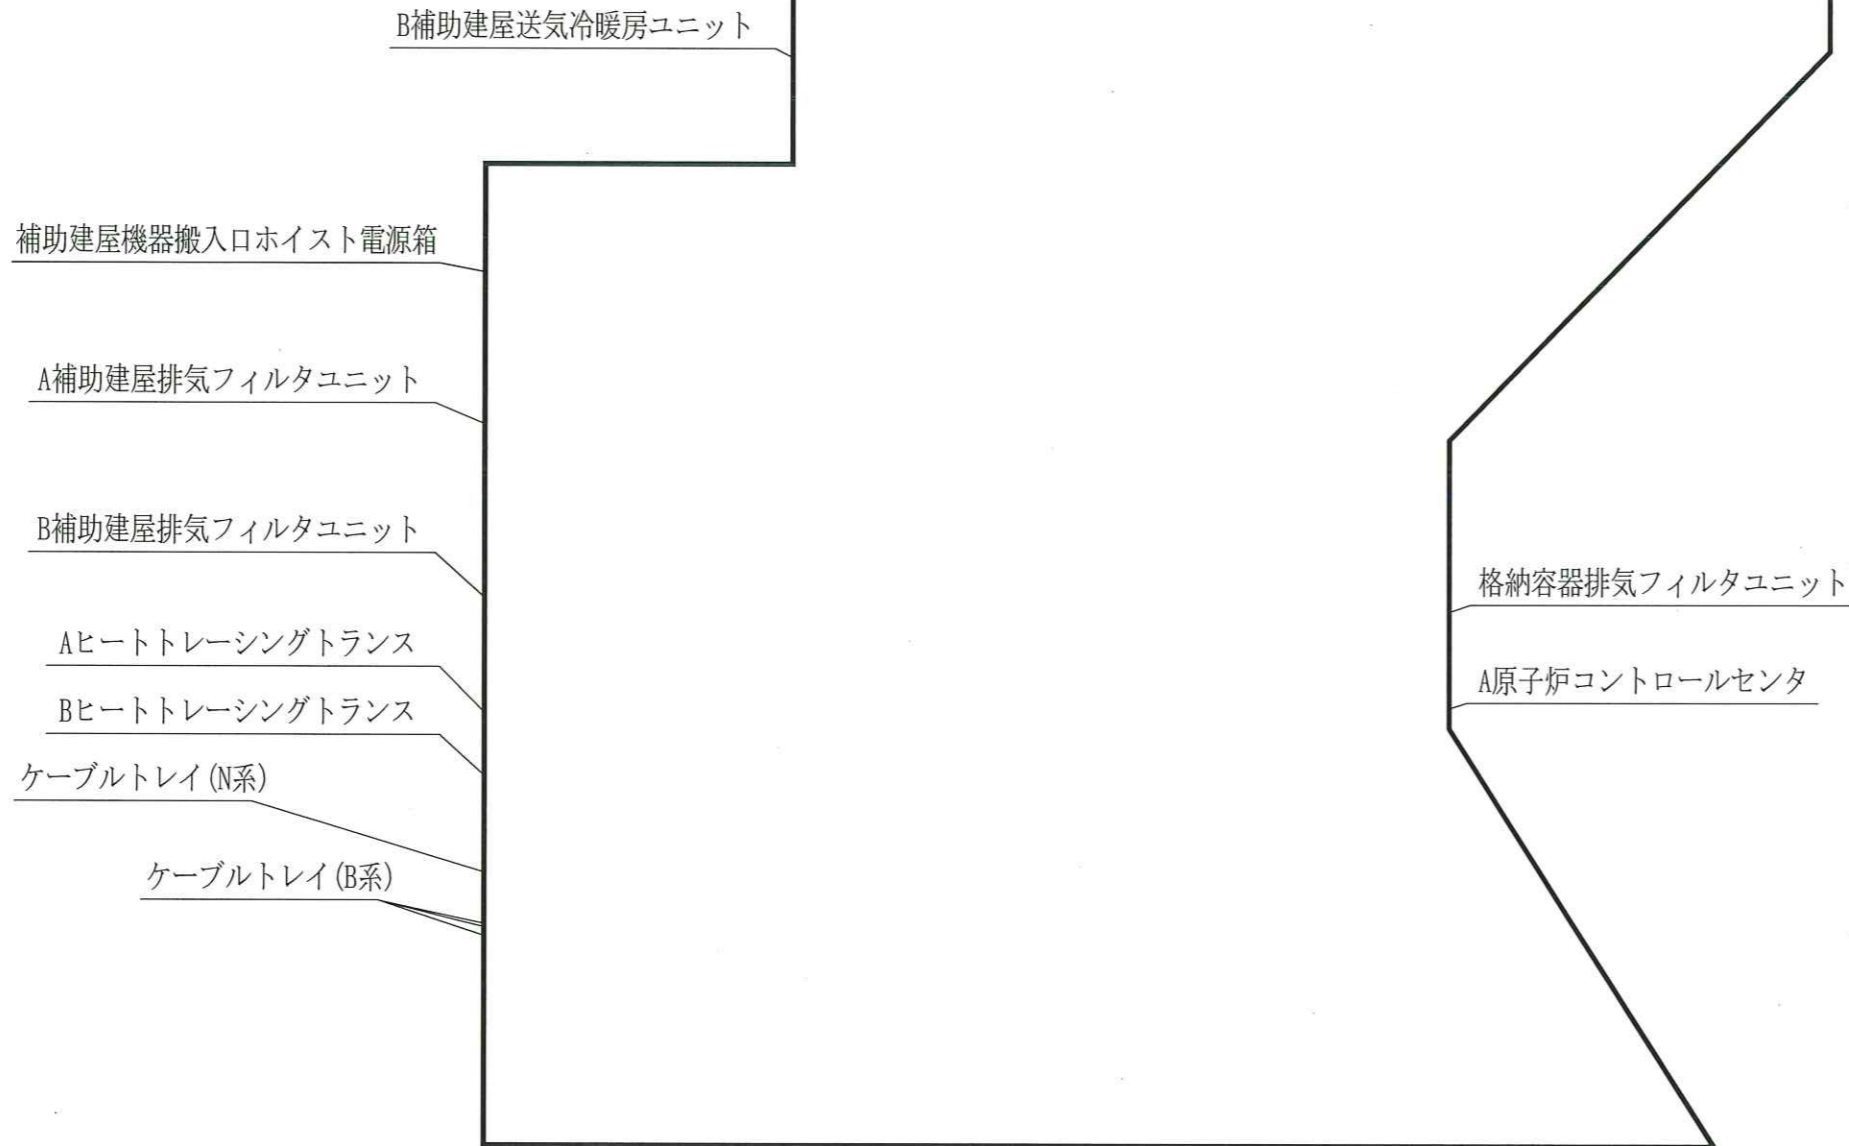 B補助建屋送気冷暖房ユニット
補助建屋機器搬入口ホイスト電源箱
A補助建屋排気フィルタユニット
B補助建屋排気フィルタユニット
Aヒートトレーシングトランス
Bヒートトレーシングトランス
ケーブルトレイ(N系)
ケーブルトレイ(B系)
格納容器排気フィルタユニット
A原子炉コントロールセンタ